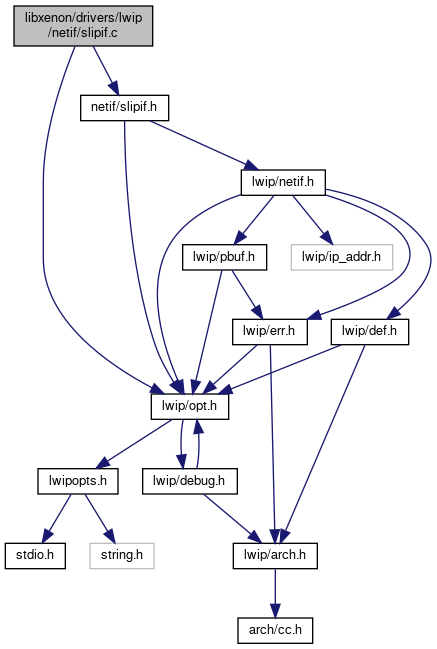 libxenon/drivers/lwip
/netif/slipif.c
netif/slipif.h
lwip/netif.h
lwip/pbuf.h
lwip/ip_addr.h
lwip/err.h
lwip/def.h
lwip/opt.h
lwipopts.h
lwip/debug.h
stdio.h
string.h
lwip/arch.h
arch/cc.h